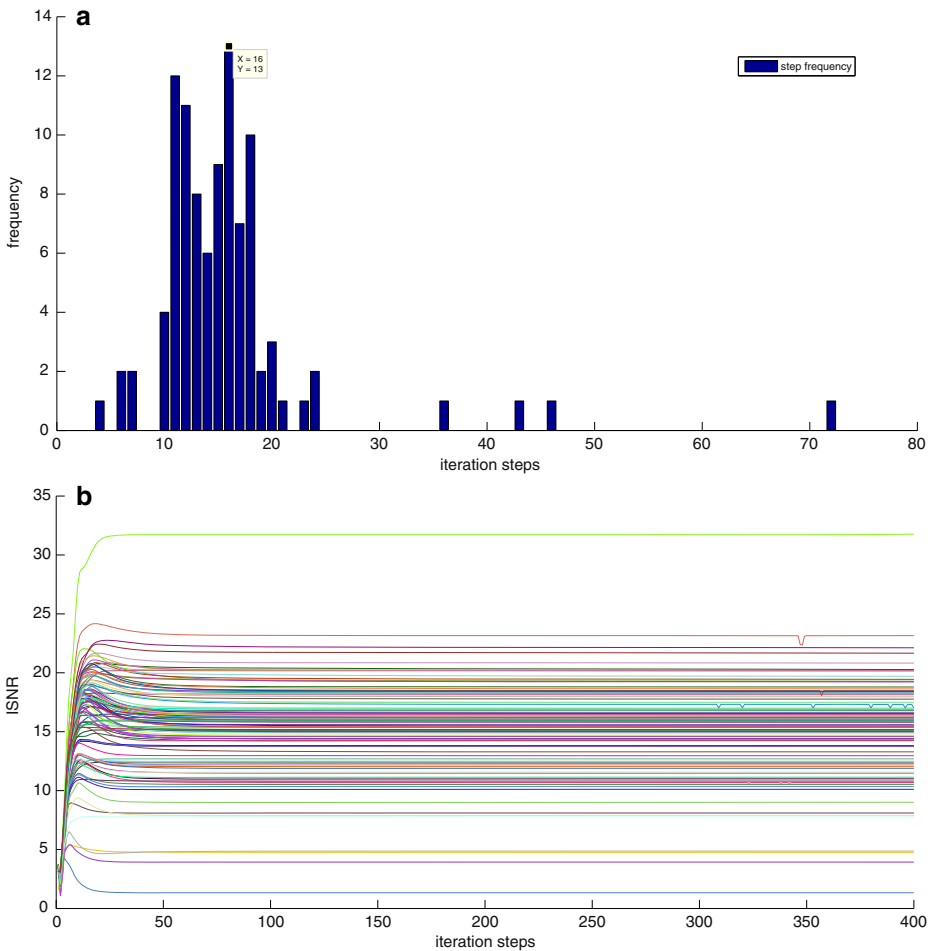 a
14
12
10
8
6
4
2
0
frequency
X = 16
Y = 13
step frequency
0 10 20 30 40 50 60 70 80
iteration steps
b
35
30
25
20
15
10
5
0
ISNR
0 50 100 150 200 250 300 350 400
iteration steps